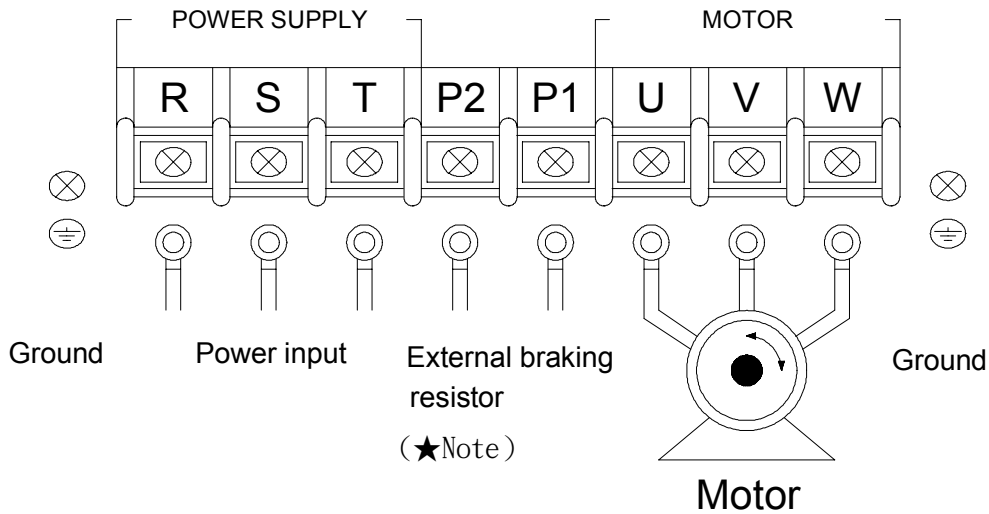 POWER SUPPLY MOTOR
R S T P2 P1 U V W
Ground Power input External braking resistor Ground
(★Note)
Motor